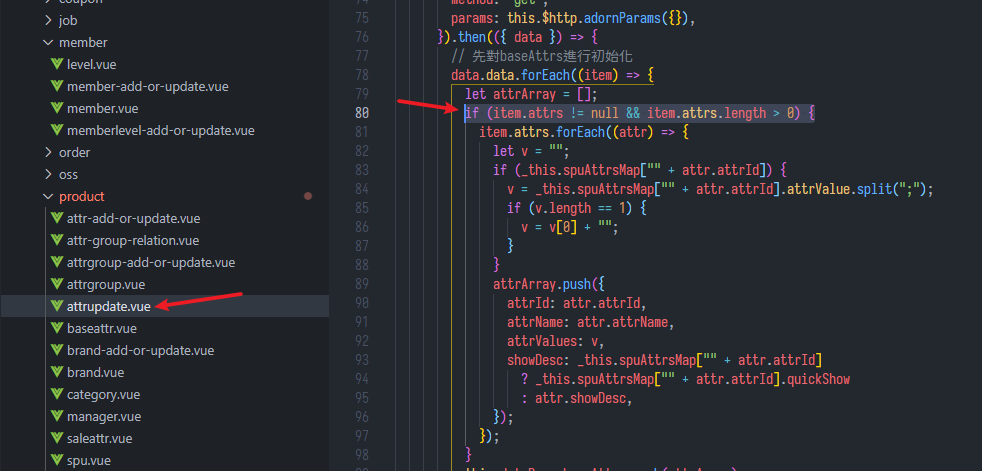 coupon
job
member
level.vue
member-add-or-update.vue
member.vue
memberlevel-add-or-update.vue
order
oss
product
attr-add-or-update.vue
attr-group-relation.vue
attrgroup-add-or-update.vue
attrgroup.vue
attrupdate.vue
baseattr.vue
brand-add-or-update.vue
brand.vue
category.vue
manager.vue
saleattr.vue
spu.vue
74 method: "get",
75 params: this.$http.adornParams({}),
76 }).then(({ data }) => {
77 // 先對baseAttrs進行初始化
78 data.data.forEach((item) => {
79 let attrArray = [];
80 if (item.attrs != null && item.attrs.length > 0) {
81 item.attrs.forEach((attr) => {
82 let v = "";
83 if (_this.spuAttrsMap["" + attr.attrId]) {
84 v = _this.spuAttrsMap["" + attr.attrId].attrValue.split(";");
85 if (v.length == 1) {
86 v = v[0] + "";
87 }
88 }
89 attrArray.push({
90 attrId: attr.attrId,
91 attrName: attr.attrName,
92 attrValues: v,
93 showDesc: _this.spuAttrsMap["" + attr.attrId]
94 ? _this.spuAttrsMap["" + attr.attrId].quickShow
95 : attr.showDesc,
96 });
97 });
98 }